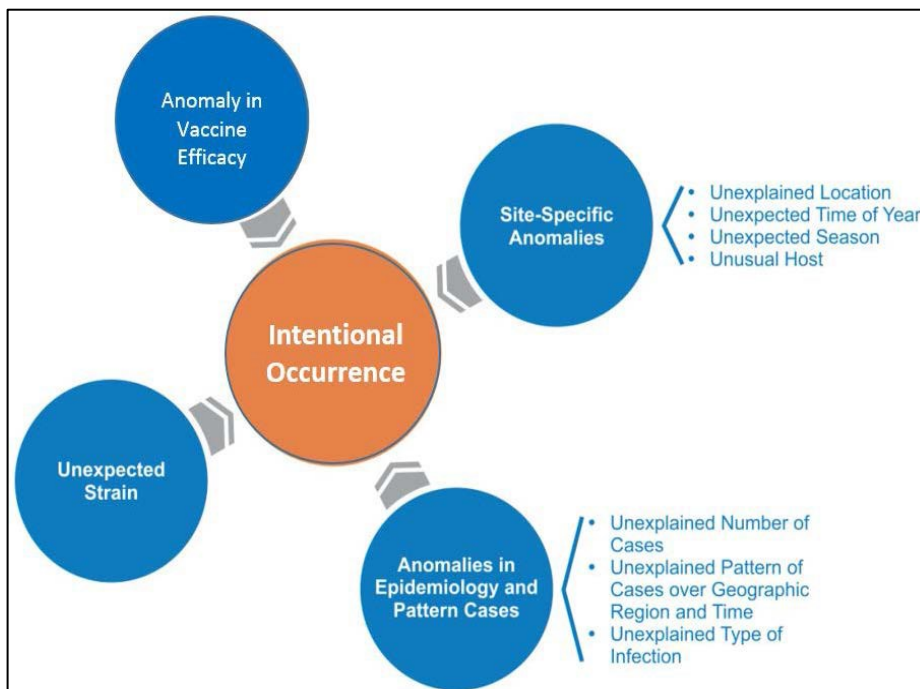 Anomaly in
Vaccine
Efficacy
Site-Specific
Anomalies
• Unexplained Location
• Unexpected Time of Year
• Unexpected Season
• Unusual Host
Intentional
Occurrence
Unexpected
Strain
Anomalies in
Epidemiology and
Pattern Cases
• Unexplained Number of
Cases
• Unexplained Pattern of
Cases over Geographic
Region and Time
• Unexplained Type of
Infection